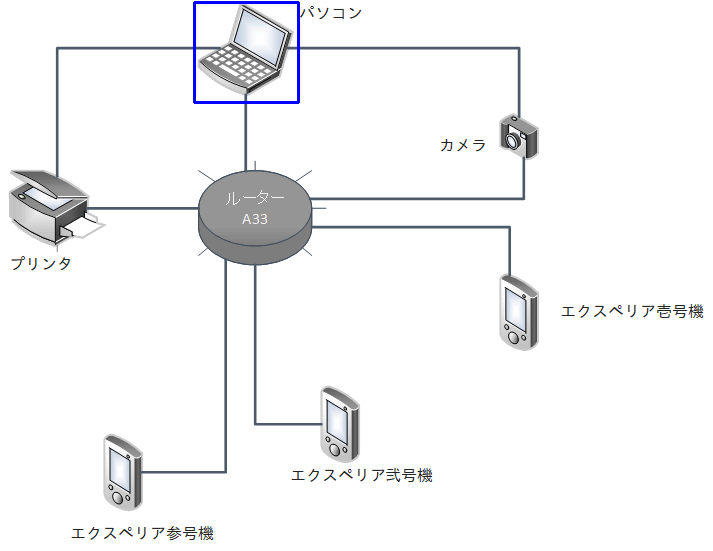 パソコン
カメラ
ルーター
A33
プリンタ
エクスペリア壱号機
エクスペリア弐号機
エクスペリア参号機